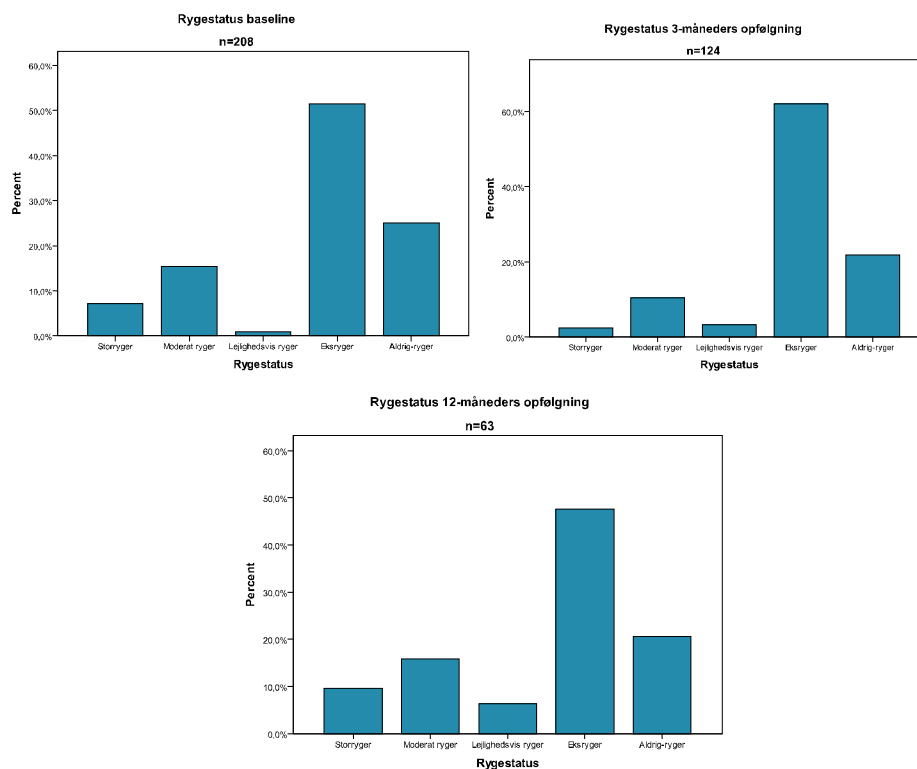 Rygestatus baseline
n=208
60,0%
50,0%
40,0%
30,0%
20,0%
10,0%
0,0%
Percent
Storryger Moderat ryger Lejlighedsvis ryger Eksryger Aldrig-ryger
Rygestatus
Rygestatus 3-måneders opfølgning
n=124
60,0%
40,0%
20,0%
0,0%
Percent
Storryger Moderat ryger Lejlighedsvis ryger Eksryger Aldrig-ryger
Rygestatus
Rygestatus 12-måneders opfølgning
n=63
60,0%
50,0%
40,0%
30,0%
20,0%
10,0%
0,0%
Percent
Storryger Moderat ryger Lejlighedsvis ryger Eksryger Aldrig-ryger
Rygestatus